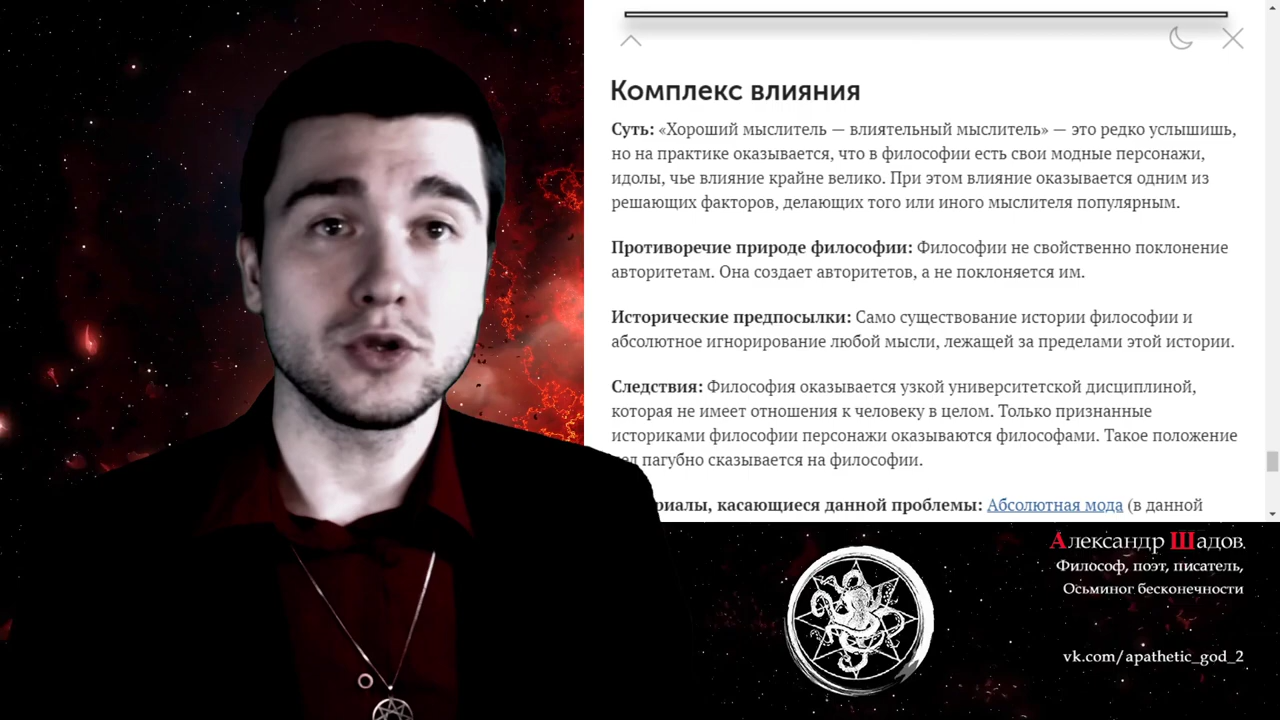 Комплекс влияния
Суть: «Хороший мыслитель — влиятельный мыслитель» — это редко услышишь,
но на практике оказывается, что в философии есть свои модные персонажи,
идолы, чье влияние крайне велико. При этом влияние оказывается одним из
решающих факторов, делающих того или иного мыслителя популярным.
Противоречие природе философии: Философии не свойственно поклонение
авторитетам. Она создает авторитетов, а не поклоняется им.
Исторические предпосылки: Само существование истории философии и
абсолютное игнорирование любой мысли, лежащей за пределами этой истории.
Следствия: Философия оказывается узкой университетской дисциплиной,
которая не имеет отношения к человеку в целом. Только признанные
историками философии персонажи оказываются философами. Такое положение
пагубно сказывается на философии.
касающиеся данной проблемы: Абсолютная мода (в данной
Александр Шадов,
Философ, поэт, писатель,
Осьминог бесконечности
vk.com/apathetic_god_2